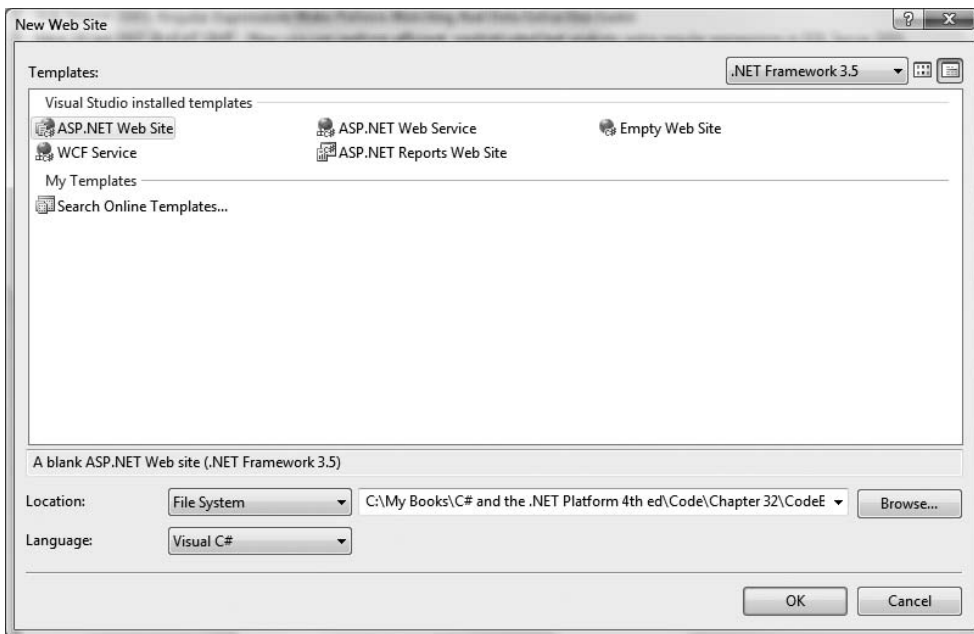 New Web Site
Templates:
.NET Framework 3.5
Visual Studio installed templates
ASP.NET Web Site
ASP.NET Web Service
Empty Web Site
WCF Service
ASP.NET Reports Web Site
My Templates
Search Online Templates...
A blank ASP.NET Web site (.NET Framework 3.5)
Location:
File System
C:\My Books\C# and the .NET Platform 4th ed\Code\Chapter 32\CodeE
Browse...
Language:
Visual C#
OK
Cancel